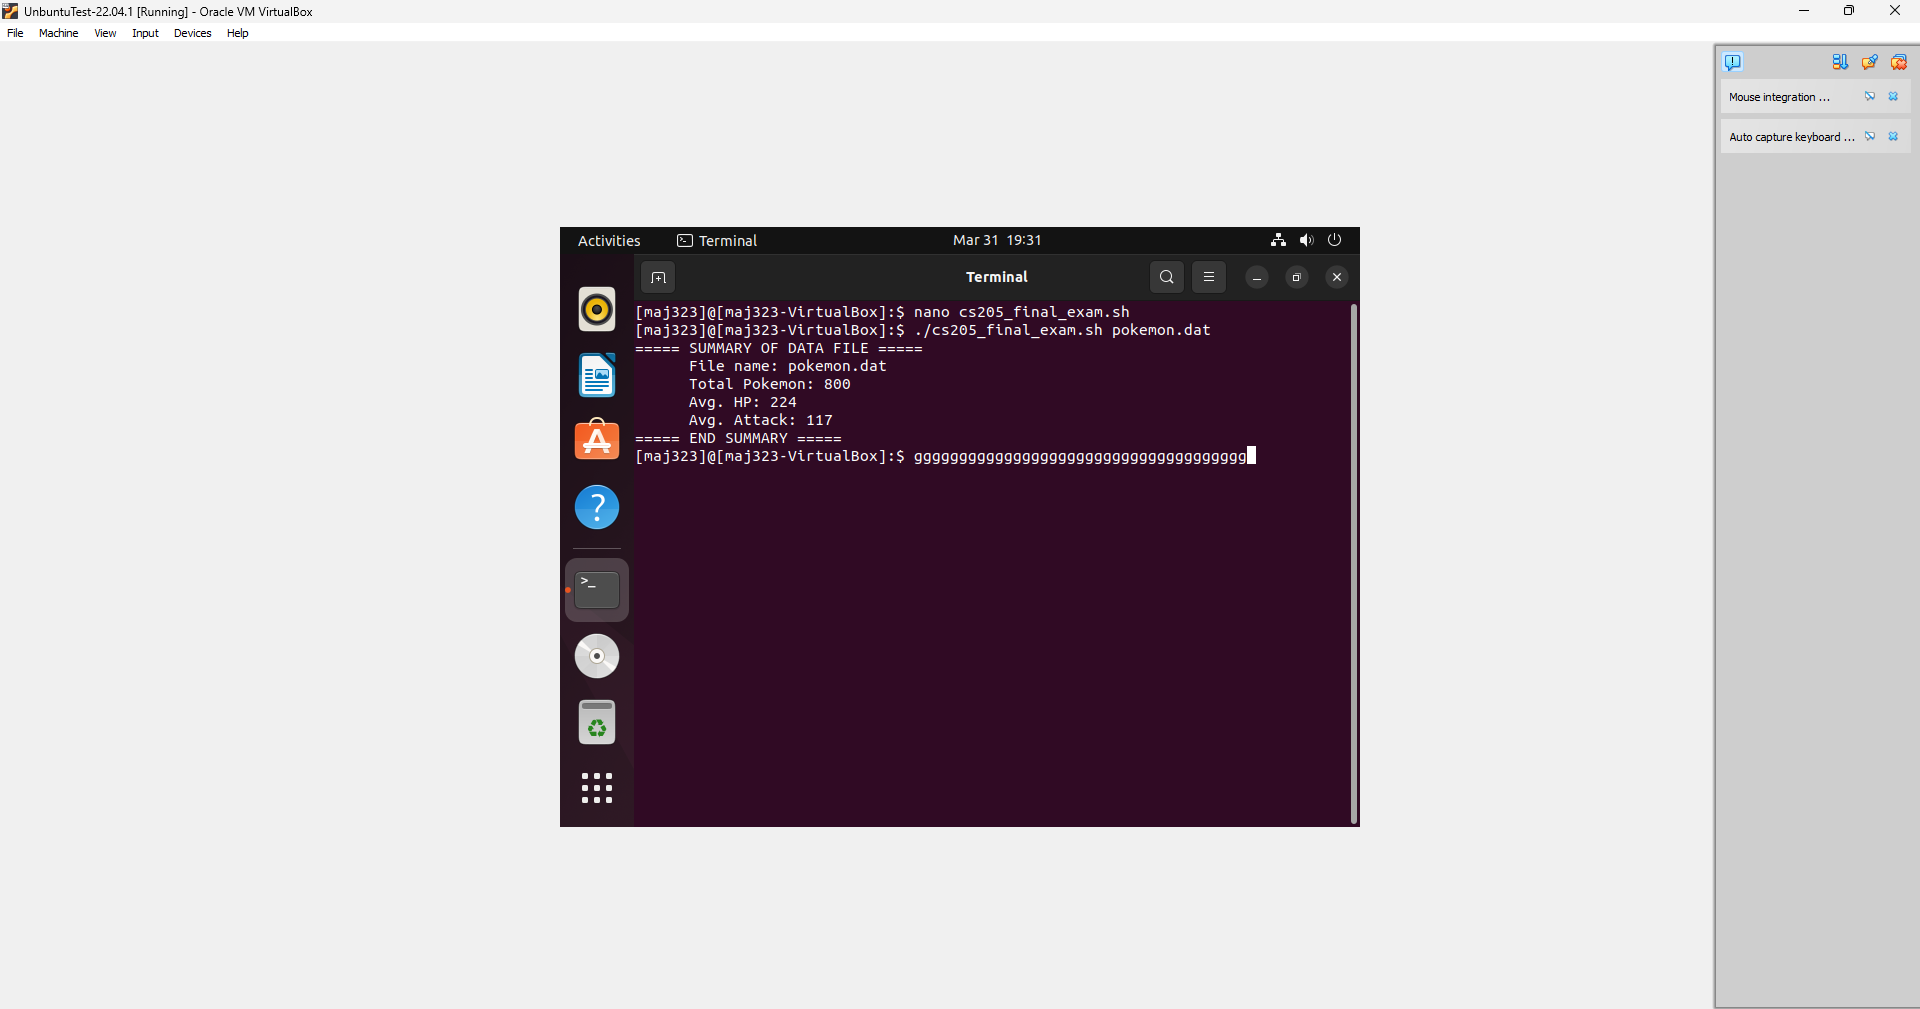 UnbuntuTest-22.04.1 [Running] - Oracle VM VirtualBox
File Machine View Input Devices Help
Mouse integration ...
Auto capture keyboard ...
Activities Terminal Mar 31 19:31
Terminal
[maj323]@[maj323-VirtualBox]:$ nano cs205_final_exam.sh
[maj323]@[maj323-VirtualBox]:$ ./cs205_final_exam.sh pokemon.dat
===== SUMMARY OF DATA FILE =====
File name: pokemon.dat
Total Pokemon: 800
Avg. HP: 224
Avg. Attack: 117
===== END SUMMARY =====
[maj323]@[maj323-VirtualBox]:$ ggggggggggggggggggggggggggggggggggggg